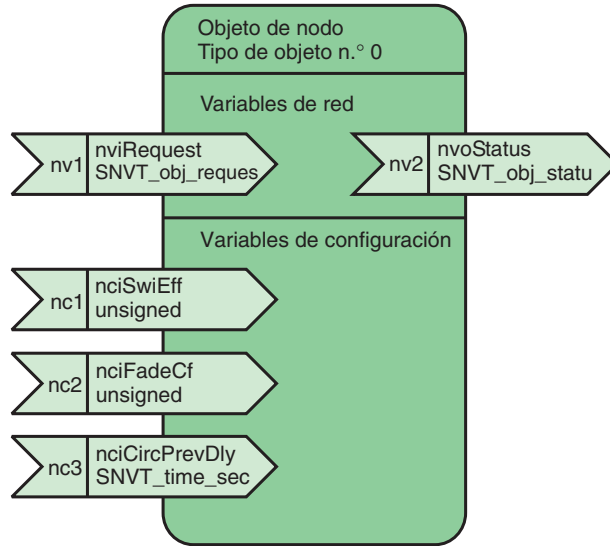 Objeto de nodo
Tipo de objeto n.° 0
Variables de red
nv1
nviRequest
SNVT_obj_reques
nv2
nvoStatus
SNVT_obj_statu
Variables de configuración
nc1
nciSwiEff
unsigned
nc2
nciFadeCf
unsigned
nc3
nciCircPrevDly
SNVT_time_sec